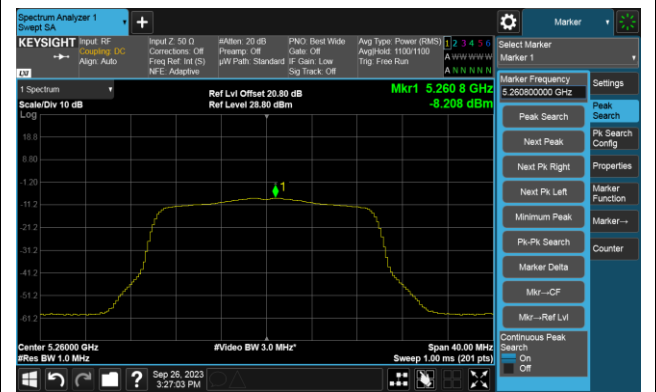 Spectrum Analyzer 1
Swept SA
+
Marker
KEYSIGHT
Input: RF
Coupling: DC
Align: Auto
Input Z: 50 Ω
Corrections: Off
Freq Ref: Int (S)
NFE: Adaptive
#Atten: 20 dB
Preamp: Off
µW Path: Standard
PNO: Best Wide
Gate: Off
IF Gain: Low
Sig Track: Off
Avg Type: Power (RMS)
Avg|Hold: 1100/1100
Trig: Free Run
1 2 3 4 5 6
A W W W W W
A N N N N N
LXI
Select Marker
Marker 1
1 Spectrum
Scale/Div 10 dB
Log
Ref Lvl Offset 20.80 dB
Ref Level 28.80 dBm
Mkr1 5.260 8 GHz
-8.208 dBm
18.8
8.80
-1.20
-11.2
-21.2
-31.2
-41.2
-51.2
-61.2
1
Center 5.26000 GHz
#Res BW 1.0 MHz
#Video BW 3.0 MHz*
Span 40.00 MHz
Sweep 1.00 ms (201 pts)
Marker Frequency
5.260800000 GHz
Peak Search
Next Peak
Next Pk Right
Next Pk Left
Minimum Peak
Pk-Pk Search
Marker Delta
Mkr→CF
Mkr→Ref Lvl
Continuous Peak
Search
On
Off
Settings
Peak
Search
Pk Search
Config
Properties
Marker
Function
Marker→
Counter
?
Sep 26, 2023
3:27:03 PM